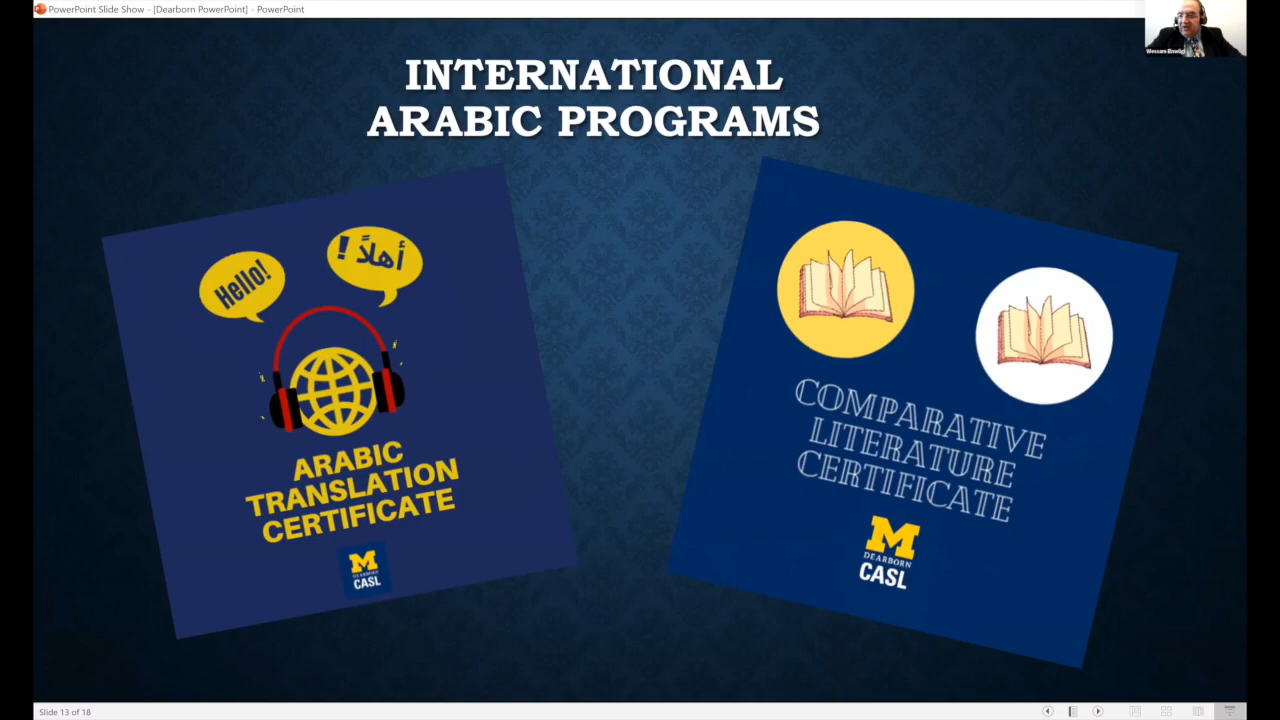 PowerPoint Slide Show - [Dearborn PowerPoint] - PowerPoint
INTERNATIONAL
ARABIC PROGRAMS
Hello!
أهلاً !
ARABIC
TRANSLATION
CERTIFICATE
M
DEARBORN
CASL
COMPARATIVE
LITERATURE
CERTIFICATE
M
DEARBORN
CASL
Slide 13 of 18